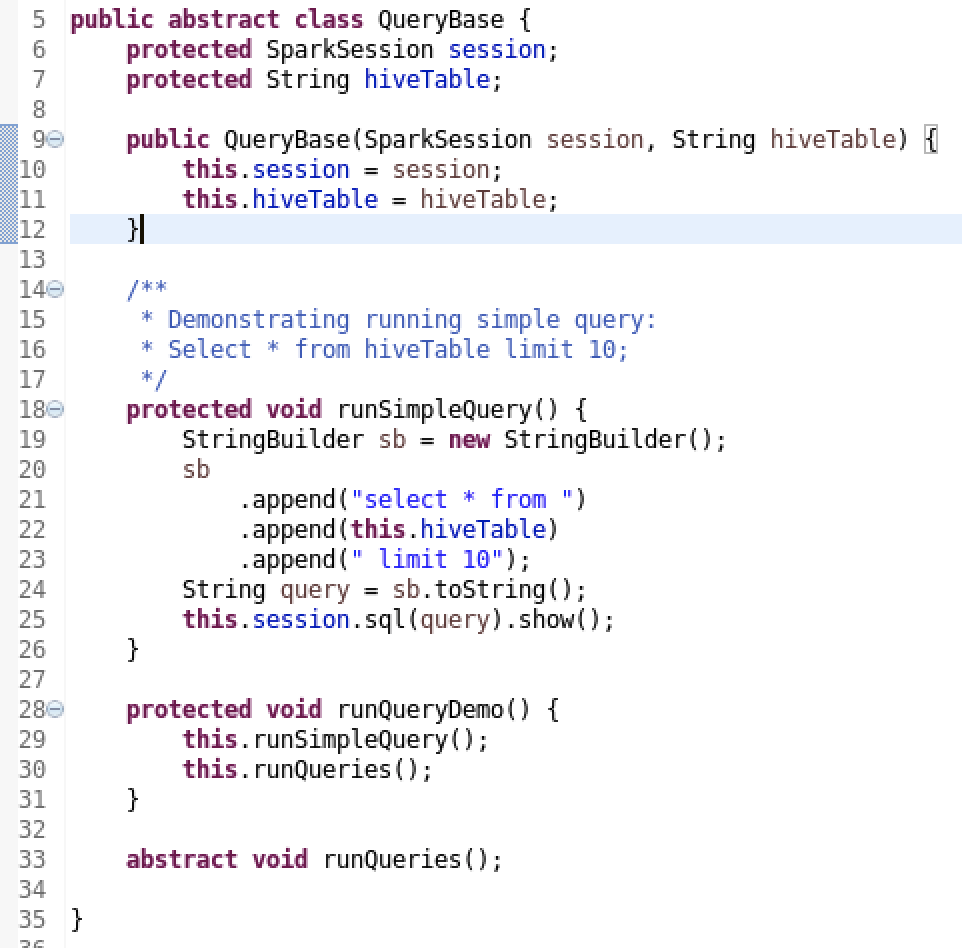 5 public abstract class QueryBase {
6     protected SparkSession session;
7     protected String hiveTable;
8
9     public QueryBase(SparkSession session, String hiveTable) {
10         this.session = session;
11         this.hiveTable = hiveTable;
12     }
13
14     /**
15      * Demonstrating running simple query:
16      * Select * from hiveTable limit 10;
17      */
18     protected void runSimpleQuery() {
19         StringBuilder sb = new StringBuilder();
20         sb
21             .append("select * from ")
22             .append(this.hiveTable)
23             .append(" limit 10");
24         String query = sb.toString();
25         this.session.sql(query).show();
26     }
27
28     protected void runQueryDemo() {
29         this.runSimpleQuery();
30         this.runQueries();
31     }
32
33     abstract void runQueries();
34
35 }
36